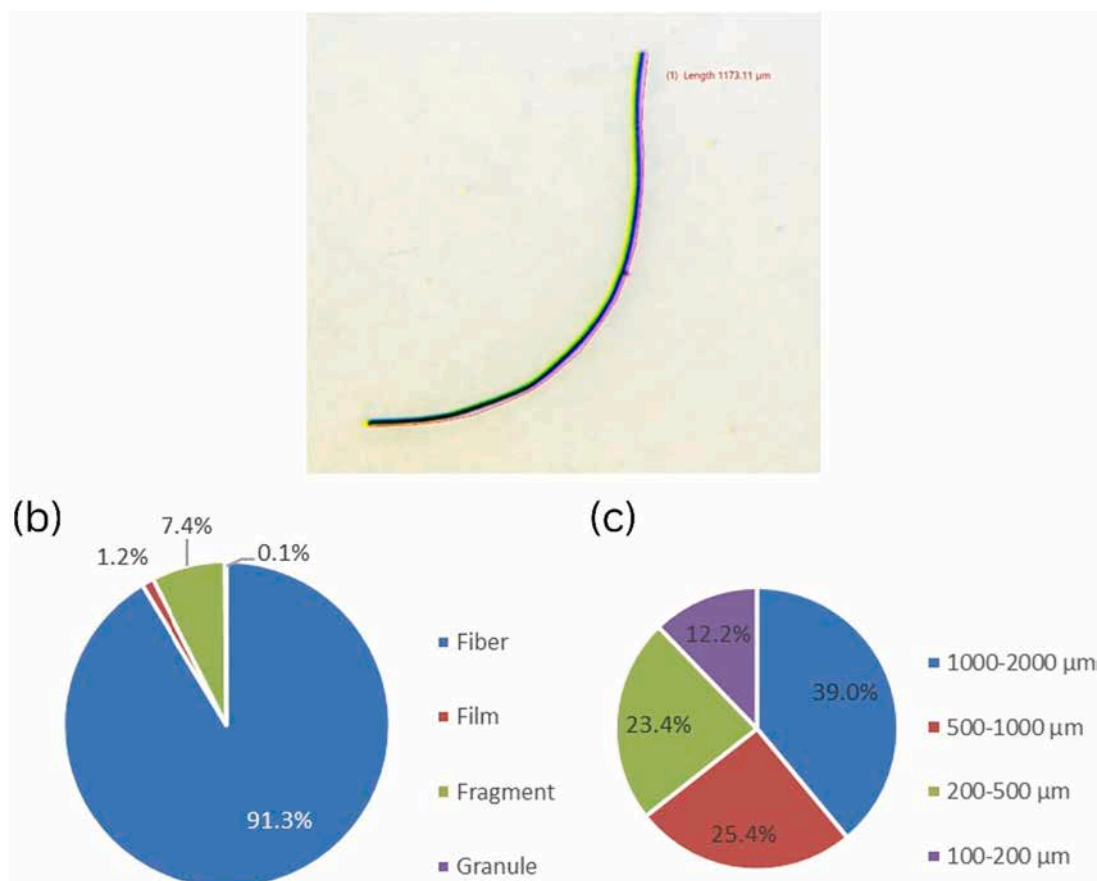 (1) Length 1173.11 µm
(b)
7.4%
1.2%
0.1%
91.3%
Fiber
Film
Fragment
Granule
(c)
12.2%
39.0%
23.4%
25.4%
1000-2000 µm
500-1000 µm
200-500 µm
100-200 µm